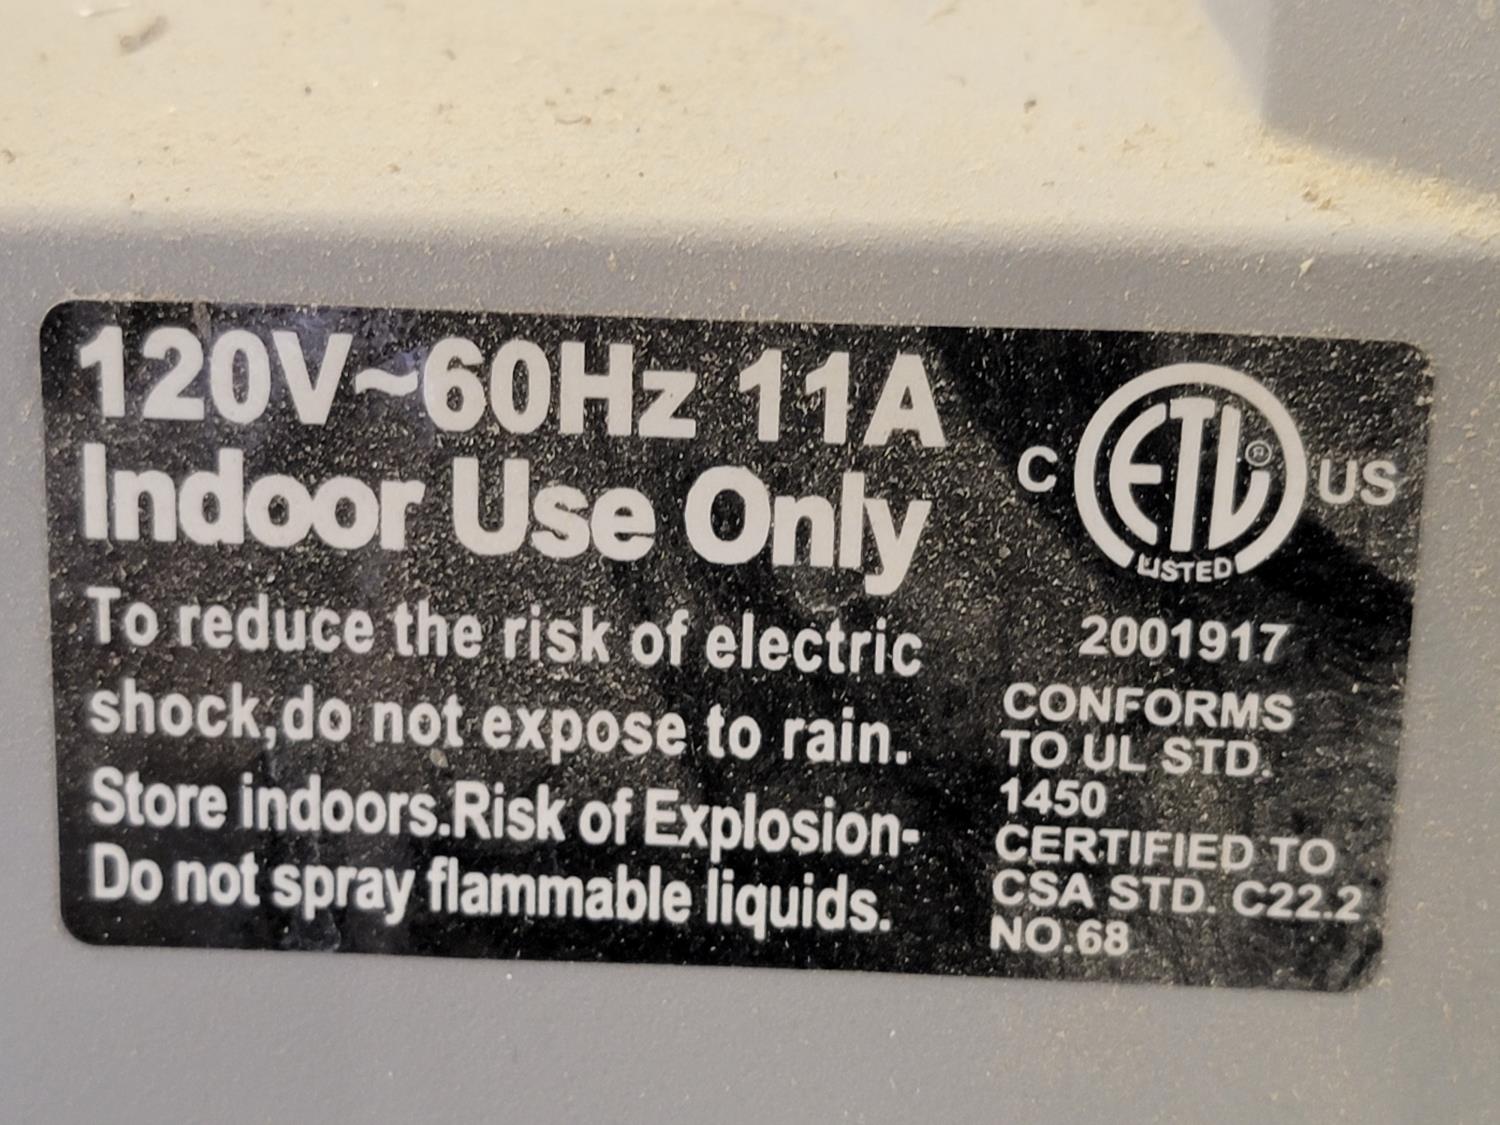 120V~60Hz 11A
Indoor Use Only
To reduce the risk of electric
shock,do not expose to rain.
Store indoors.Risk of Explosion-
Do not spray flammable liquids.
C ETL® US
LISTED
2001917
CONFORMS
TO UL STD.
1450
CERTIFIED TO
CSA STD. C22.2
NO.68